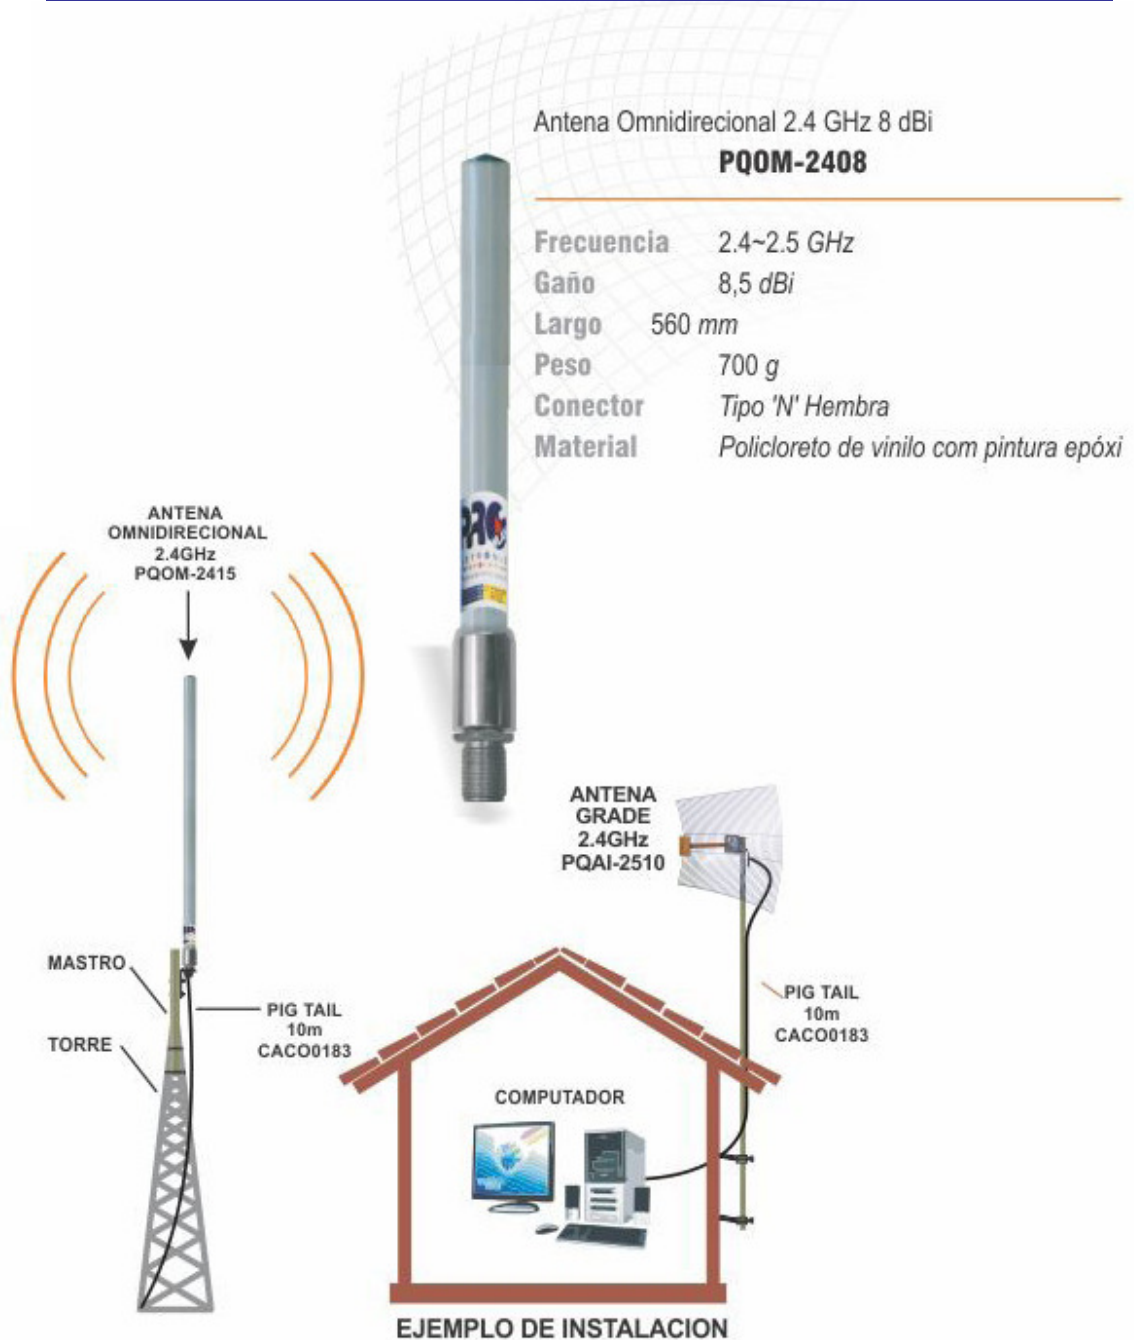 Antena Omnidirecional 2.4 GHz 8 dBi
PQOM-2408
Frecuencia 2.4~2.5 GHz
Gaño 8,5 dBi
Largo 560 mm
Peso 700 g
Conector Tipo 'N' Hembra
Material Policloreto de vinilo com pintura epóxi
ANTENA
OMNIDIRECIONAL
2.4GHz
PQOM-2415
ANTENA
GRADE
2.4GHz
PQAI-2510
MASTRO
PIG TAIL
10m
CACO0183
TORRE
PIG TAIL
10m
CACO0183
COMPUTADOR
EJEMPLO DE INSTALACION